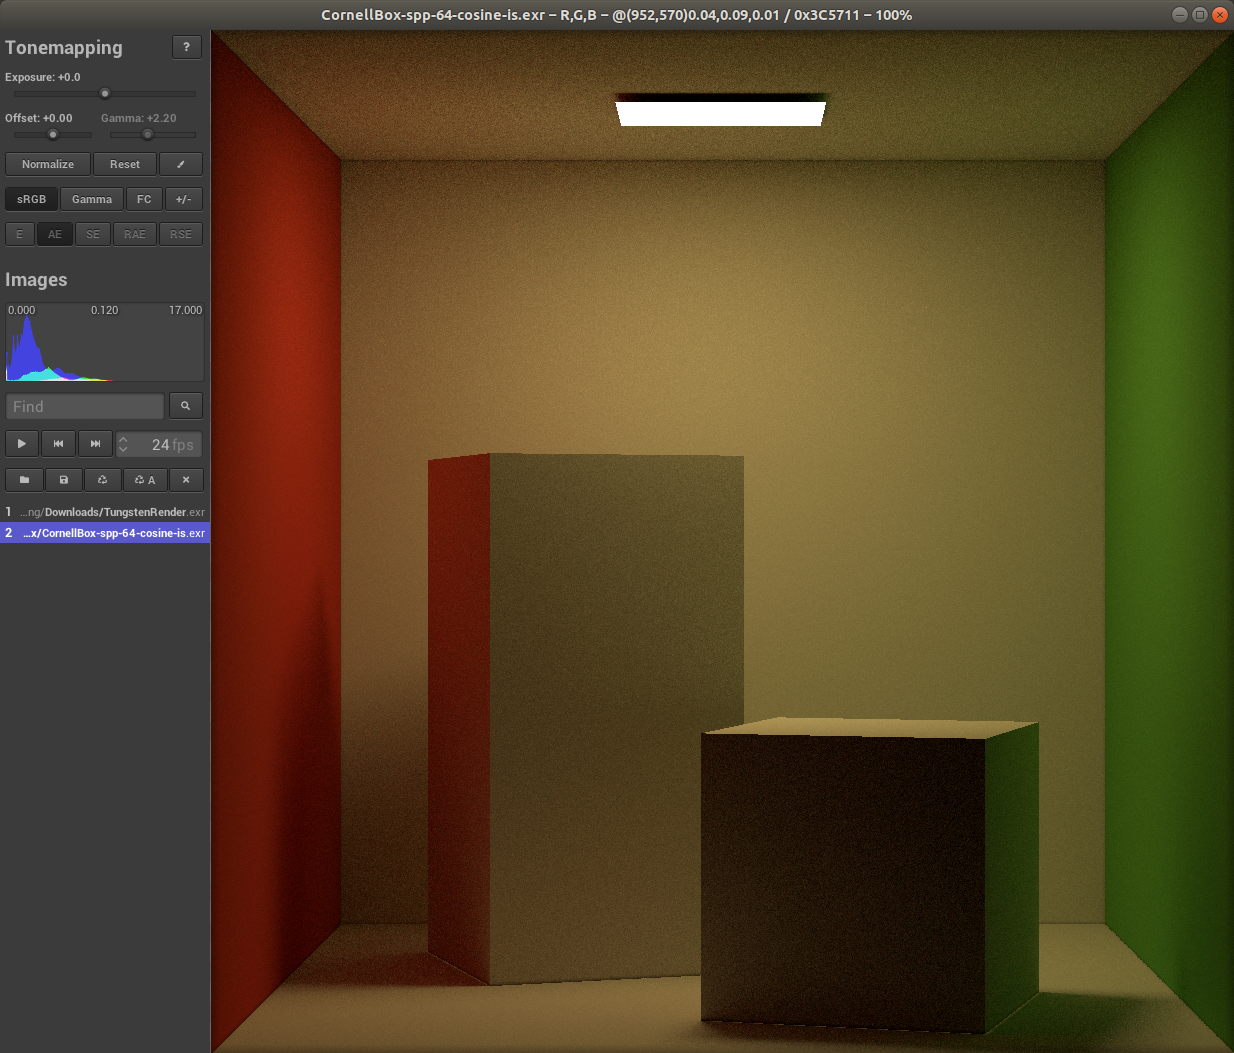 CornellBox-spp-64-cosine-is.exr – R,G,B – @(952,570)0.04,0.09,0.01 / 0x3C5711 – 100%
Tonemapping ?
Exposure: +0.0
Offset: +0.00 Gamma: +2.20
Normalize Reset
sRGB Gamma FC +/-
E AE SE RAE RSE
Images
0.000 0.120 17.000
Find
24 fps
A
1 ...ng/Downloads/TungstenRender.exr
2 ...x/CornellBox-spp-64-cosine-is.exr